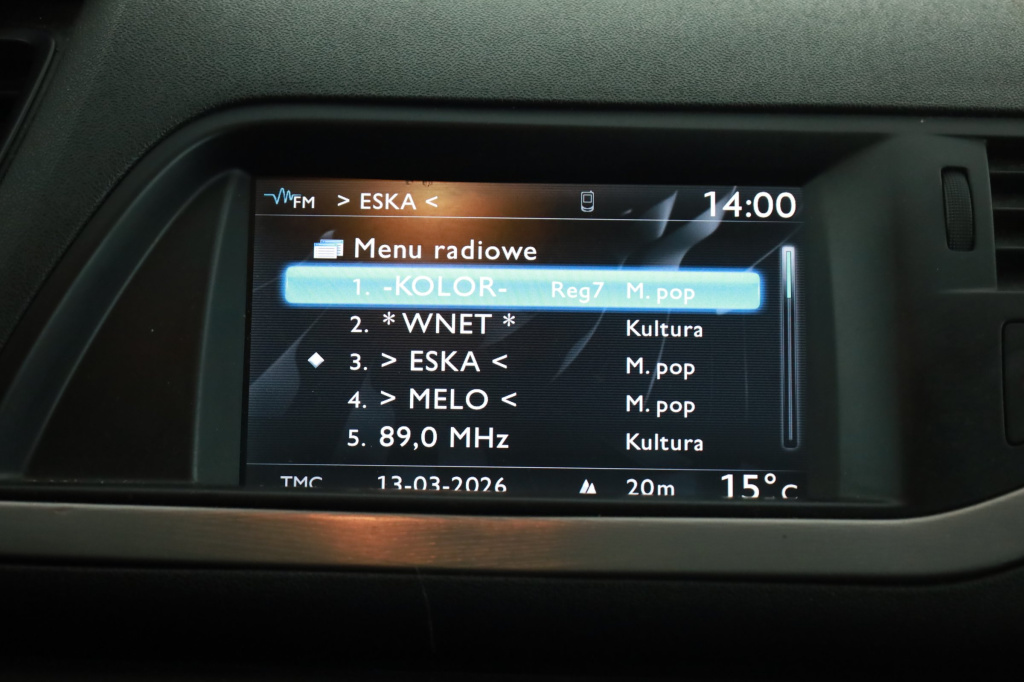 FM > ESKA < 14:00
Menu radiowe
1. -KOLOR- Reg7 M. pop
2. * WNET * Kultura
3. > ESKA < M. pop
4. > MELO < M. pop
5. 89,0 MHz Kultura
TMC 13-03-2026 20m 15°C